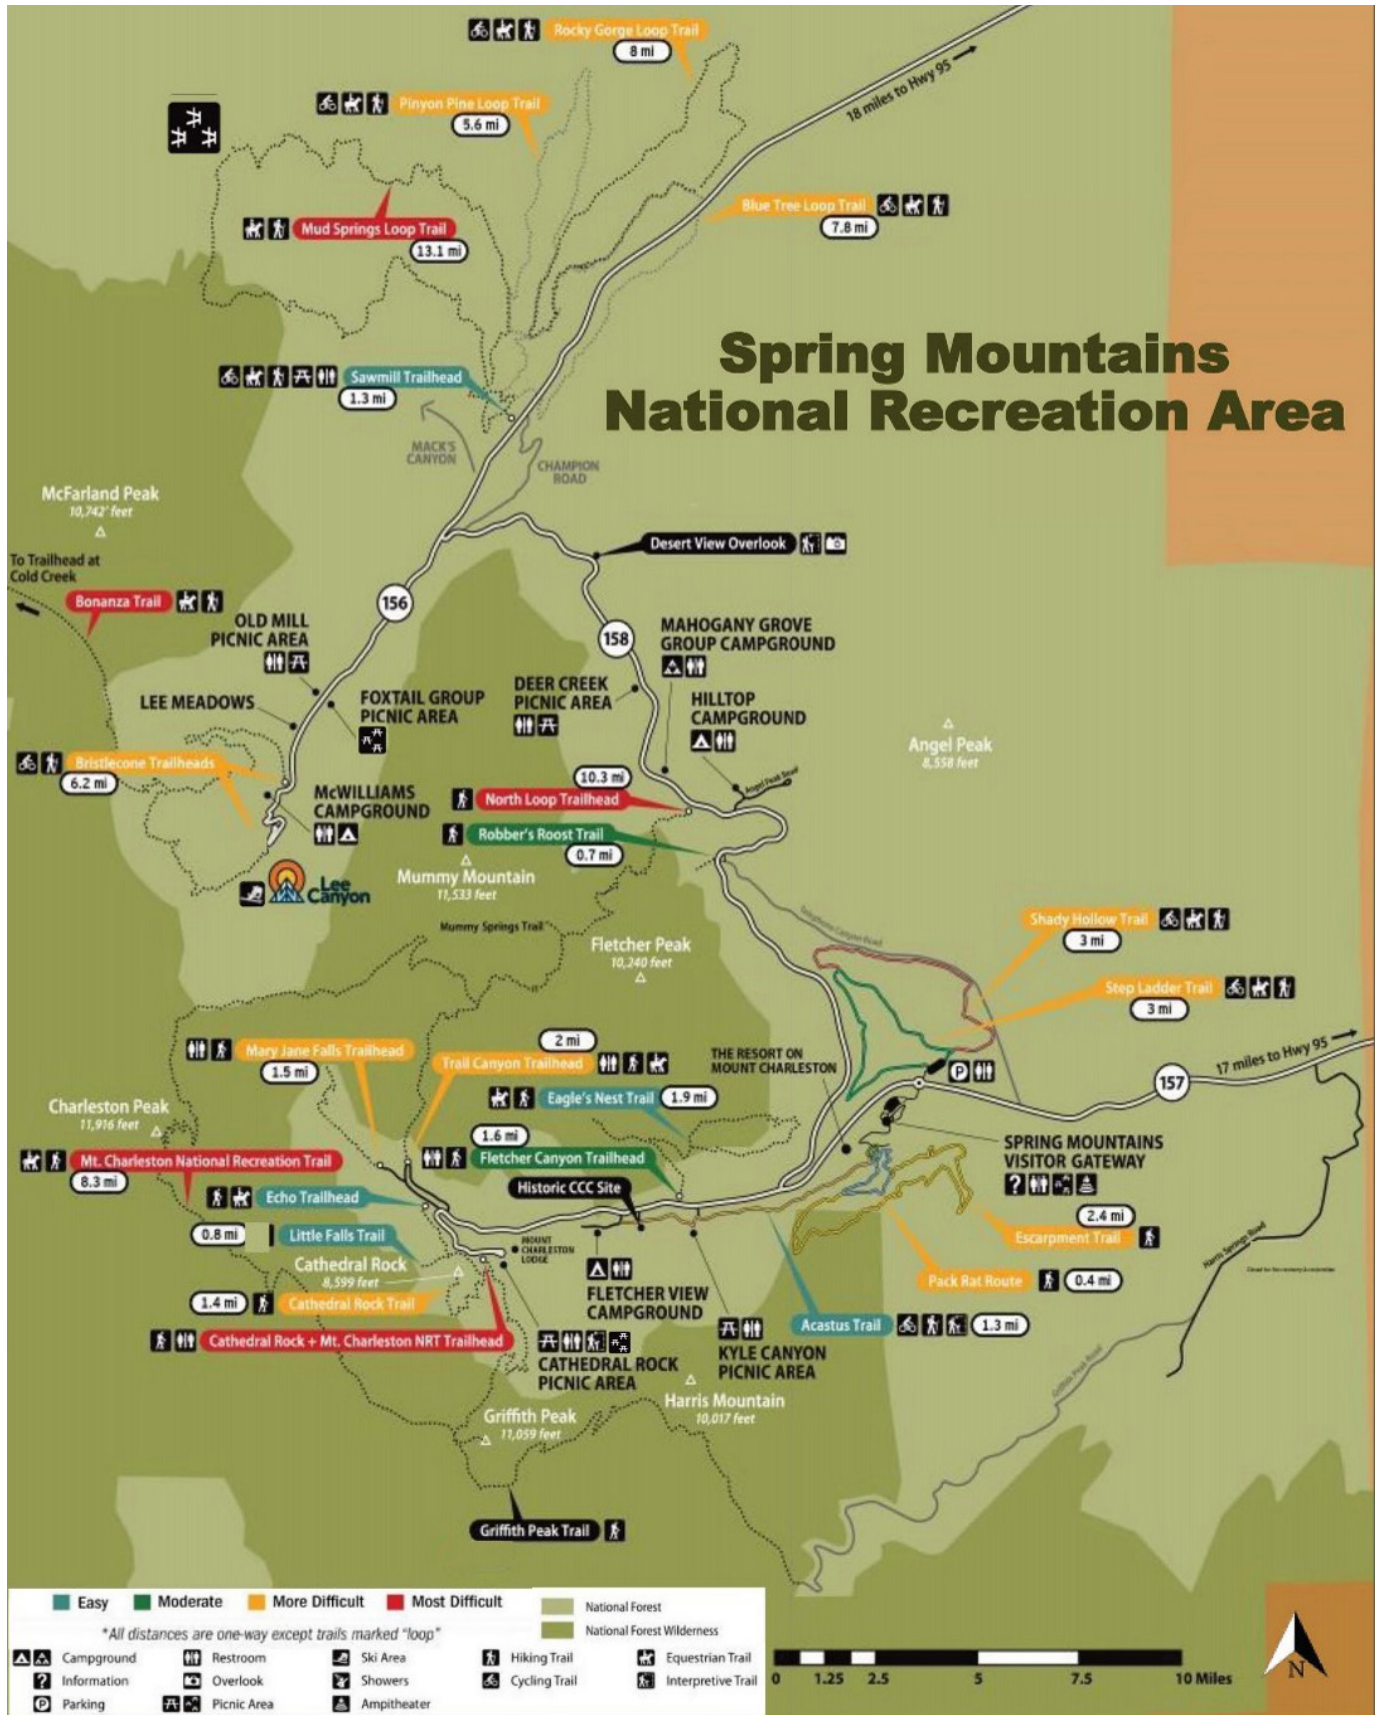 Rocky Gorge Loop Trail
8 mi
18 miles to Hwy 95
Pinyon Pine Loop Trail
5.6 mi
Blue Tree Loop Trail
7.8 mi
Mud Springs Loop Trail
13.1 mi
Spring Mountains
National Recreation Area
Sawmill Trailhead
1.3 mi
MACK'S
CANYON
CHAMPION
ROAD
McFarland Peak
10,742' feet
Desert View Overlook
To Trailhead at
Cold Creek
Bonanza Trail
156
OLD MILL
PICNIC AREA
158
MAHOGANY GROVE
GROUP CAMPGROUND
LEE MEADOWS
FOXTAIL GROUP
PICNIC AREA
DEER CREEK
PICNIC AREA
HILLTOP
CAMPGROUND
Angel Peak
8,558 feet
Bristlecone Trailheads
6.2 mi
McWILLIAMS
CAMPGROUND
10.3 mi
North Loop Trailhead
Angel Peak Road
Robber's Roost Trail
0.7 mi
Lee
Canyon
Mummy Mountain
11,533 feet
Mummy Springs Trail
Fletcher Peak
10,240 feet
Telephone Canyon Road
Shady Hollow Trail
3 mi
Step Ladder Trail
3 mi
Mary Jane Falls Trailhead
1.5 mi
2 mi
Trail Canyon Trailhead
THE RESORT ON
MOUNT CHARLESTON
P
157
17 miles to Hwy 95
Eagle's Nest Trail
1.9 mi
Charleston Peak
11,916 feet
1.6 mi
Fletcher Canyon Trailhead
SPRING MOUNTAINS
VISITOR GATEWAY
?
Mt. Charleston National Recreation Trail
8.3 mi
Historic CCC Site
Echo Trailhead
2.4 mi
Escarpment Trail
Harris Springs Road
0.8 mi
Little Falls Trail
MOUNT
CHARLESTON
LODGE
Cathedral Rock
8,599 feet
FLETCHER VIEW
CAMPGROUND
Pack Rat Route
0.4 mi
1.4 mi
Cathedral Rock Trail
Acastus Trail
1.3 mi
Cathedral Rock + Mt. Charleston NRT Trailhead
CATHEDRAL ROCK
PICNIC AREA
KYLE CANYON
PICNIC AREA
Griffith Peak Road
Harris Mountain
10,017 feet
Griffith Peak
11,059 feet
Griffith Peak Trail
Easy
Moderate
More Difficult
Most Difficult
*All distances are one-way except trails marked "loop"
National Forest
National Forest Wilderness
Campground
Restroom
Ski Area
Hiking Trail
Equestrian Trail
? Information
Overlook
Showers
Cycling Trail
Interpretive Trail
P Parking
Picnic Area
Ampitheater
0 1.25 2.5 5 7.5 10 Miles
N